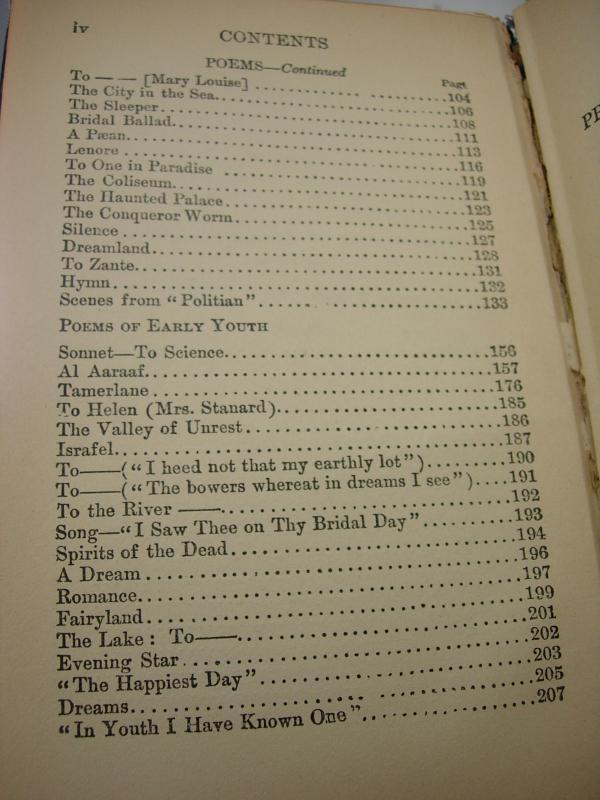 iv
CONTENTS
POEMS—Continued
Page
To — — [Mary Louise] ..................104
The City in the Sea..................106
The Sleeper..................108
Bridal Ballad..................111
A Pæan..................113
Lenore..................116
To One in Paradise ..................119
The Coliseum..................121
The Haunted Palace..................123
The Conqueror Worm..................125
Silence..................127
Dreamland..................128
To Zante..................131
Hymn..................132
Scenes from "Politian"..................133
POEMS OF EARLY YOUTH
Sonnet—To Science..................156
Al Aaraaf..................157
Tamerlane..................176
To Helen (Mrs. Stanard)..................185
The Valley of Unrest..................186
Israfel..................187
To——("I heed not that my earthly lot").........190
To——("The bowers whereat in dreams I see")....191
To the River ——..................192
Song—"I Saw Thee on Thy Bridal Day"..........193
Spirits of the Dead..................194
A Dream..................196
Romance..................197
Fairyland..................199
The Lake: To——..................201
Evening Star..................202
"The Happiest Day"..................203
Dreams..................205
"In Youth I Have Known One"..................207